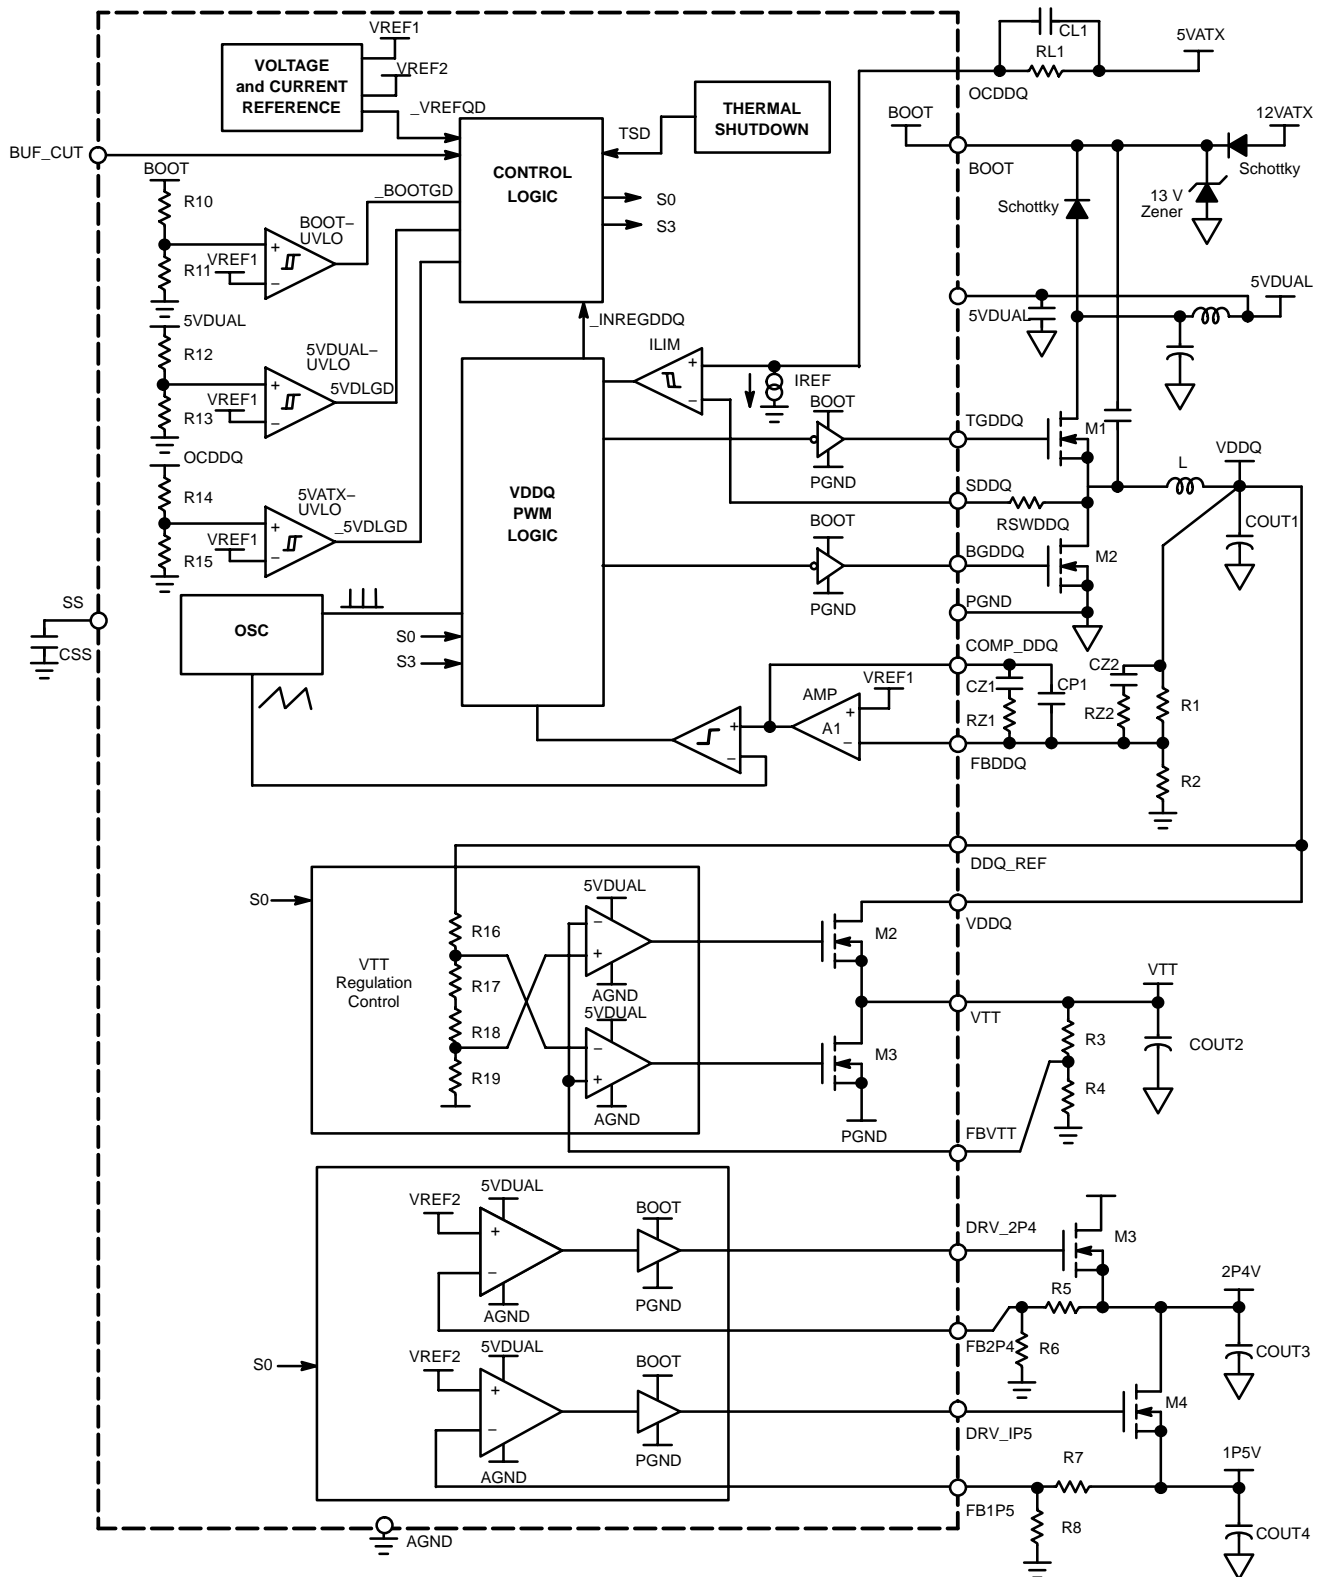 VREF1
CL1
5VATX
VOLTAGE
and CURRENT
REFERENCE
VREF2
RL1
_VREFQD
OCDDQ
THERMAL
SHUTDOWN
BOOT
12VATX
BUF_CUT
TSD
BOOT
CONTROL
LOGIC
BOOT
Schottky
_BOOTGD
R10
S0
13 V
Zener
Schottky
BOOT–
UVLO
S3
+
VREF1
R11
–
5VDUAL
5VDUAL
_INREGDDQ
5VDUAL
R12
5VDUAL–
UVLO
ILIM
+
IREF
5VDLGD
VREF1
R13
+
–
–
BOOT
TGDDQ
M1
OCDDQ
VDDQ
L
R14
PGND
SDDQ
5VATX–
UVLO
VDDQ
PWM
LOGIC
BOOT
RSWDDQ
COUT1
+
_5VDLGD
VREF1
R15
–
BGDDQ
M2
SS
PGND
PGND
OSC
S0
CSS
S3
COMP_DDQ
VREF1
CZ1
CP1
CZ2
AMP
+
A1
–
RZ1
RZ2
R1
+
–
FBDDQ
R2
DDQ_REF
S0
5VDUAL
VDDQ
R16
–
+
M2
VTT
Regulation
Control
R17
AGND
VTT
5VDUAL
VTT
R18
–
+
R3
COUT2
R19
M3
R4
AGND
PGND
FBVTT
VREF2
5VDUAL
BOOT
DRV_2P4
M3
+
–
2P4V
R5
AGND
PGND
FB2P4
R6
COUT3
S0
5VDUAL
VREF2
BOOT
+
M4
–
DRV_IP5
AGND
PGND
R7
1P5V
FB1P5
R8
COUT4
AGND